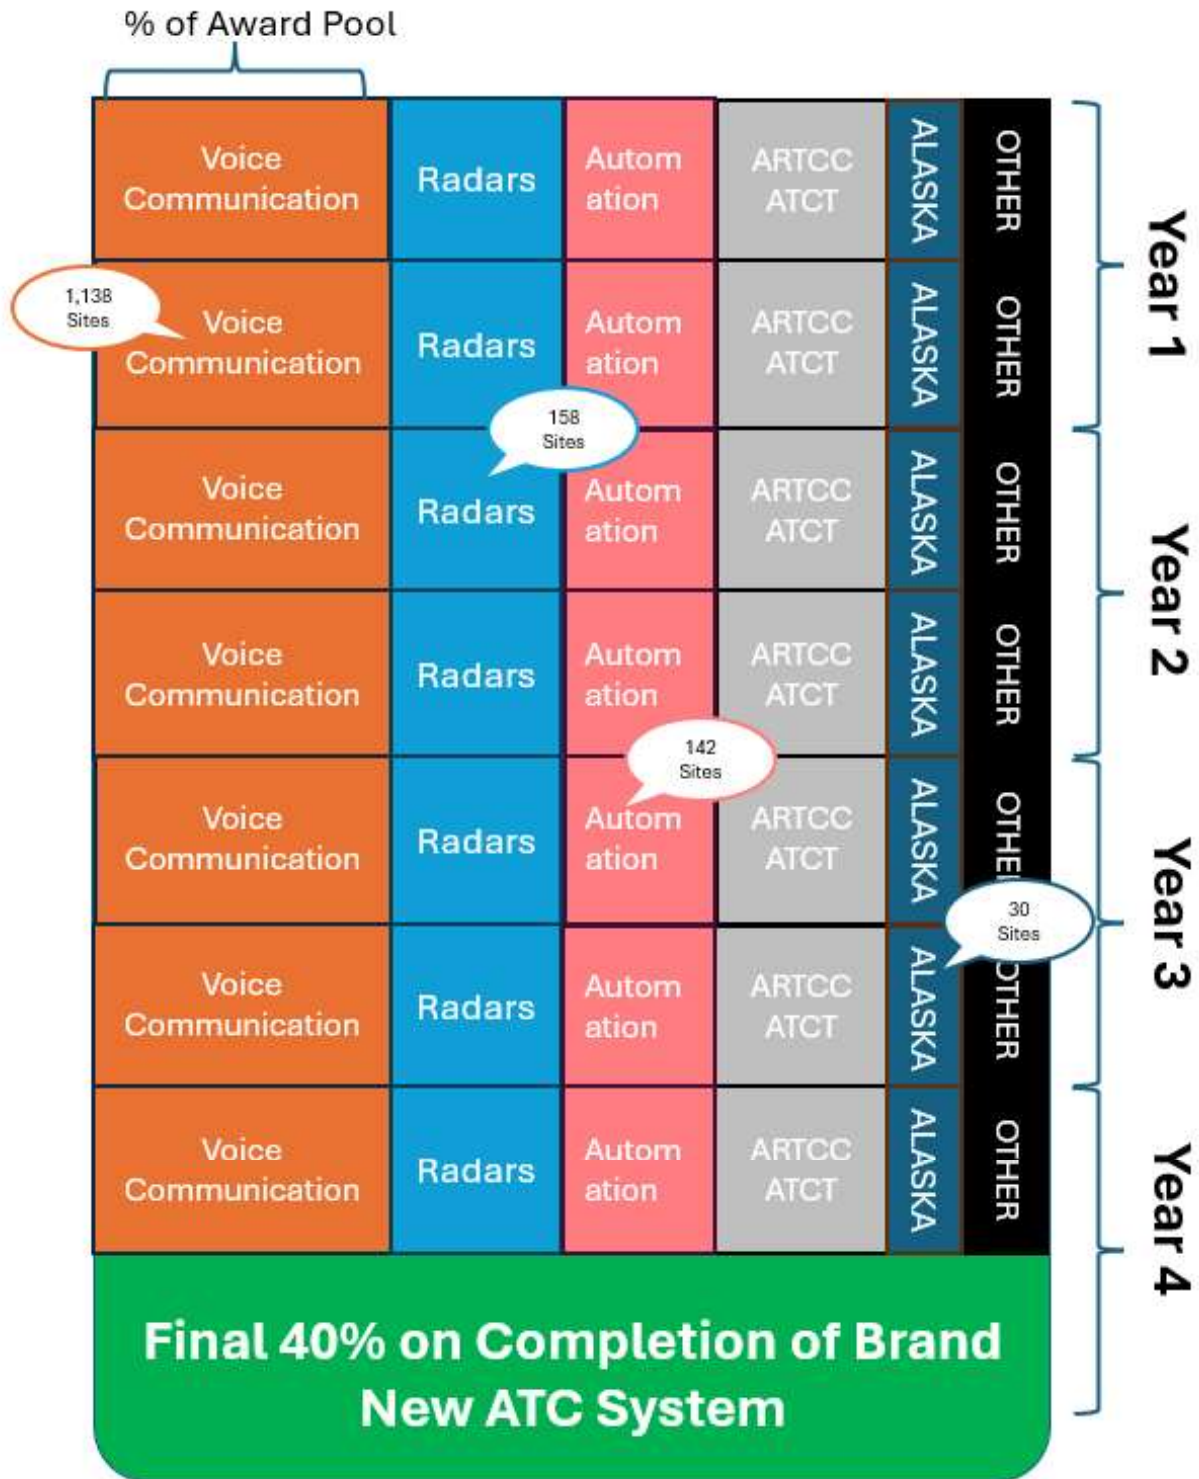 % of Award Pool
Voice
Communication
Radars
Autom
ation
ARTCC
ATCT
ALASKA
OTHER
Year 1
1,138
Sites
Voice
Communication
Radars
Autom
ation
ARTCC
ATCT
ALASKA
OTHER
158
Sites
Voice
Communication
Radars
Autom
ation
ARTCC
ATCT
ALASKA
OTHER
Year 2
Voice
Communication
Radars
Autom
ation
ARTCC
ATCT
ALASKA
OTHER
142
Sites
Voice
Communication
Radars
Autom
ation
ARTCC
ATCT
ALASKA
OTHER
Year 3
30
Sites
Voice
Communication
Radars
Autom
ation
ARTCC
ATCT
ALASKA
OTHER
Voice
Communication
Radars
Autom
ation
ARTCC
ATCT
ALASKA
OTHER
Year 4
Final 40% on Completion of Brand
New ATC System